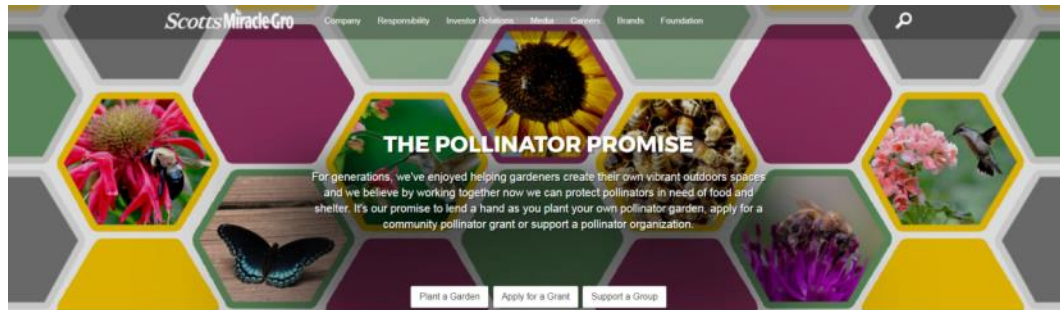 Scotts Miracle-Gro
Company Responsibility Investor Relations Media Careers Brands Foundation
THE POLLINATOR PROMISE
For generations, we've enjoyed helping gardeners create their own vibrant outdoors spaces
and we believe by working together now we can protect pollinators in need of food and
shelter. It's our promise to lend a hand as you plant your own pollinator garden, apply for a
community pollinator grant or support a pollinator organization.
Plant a Garden Apply for a Grant Support a Group